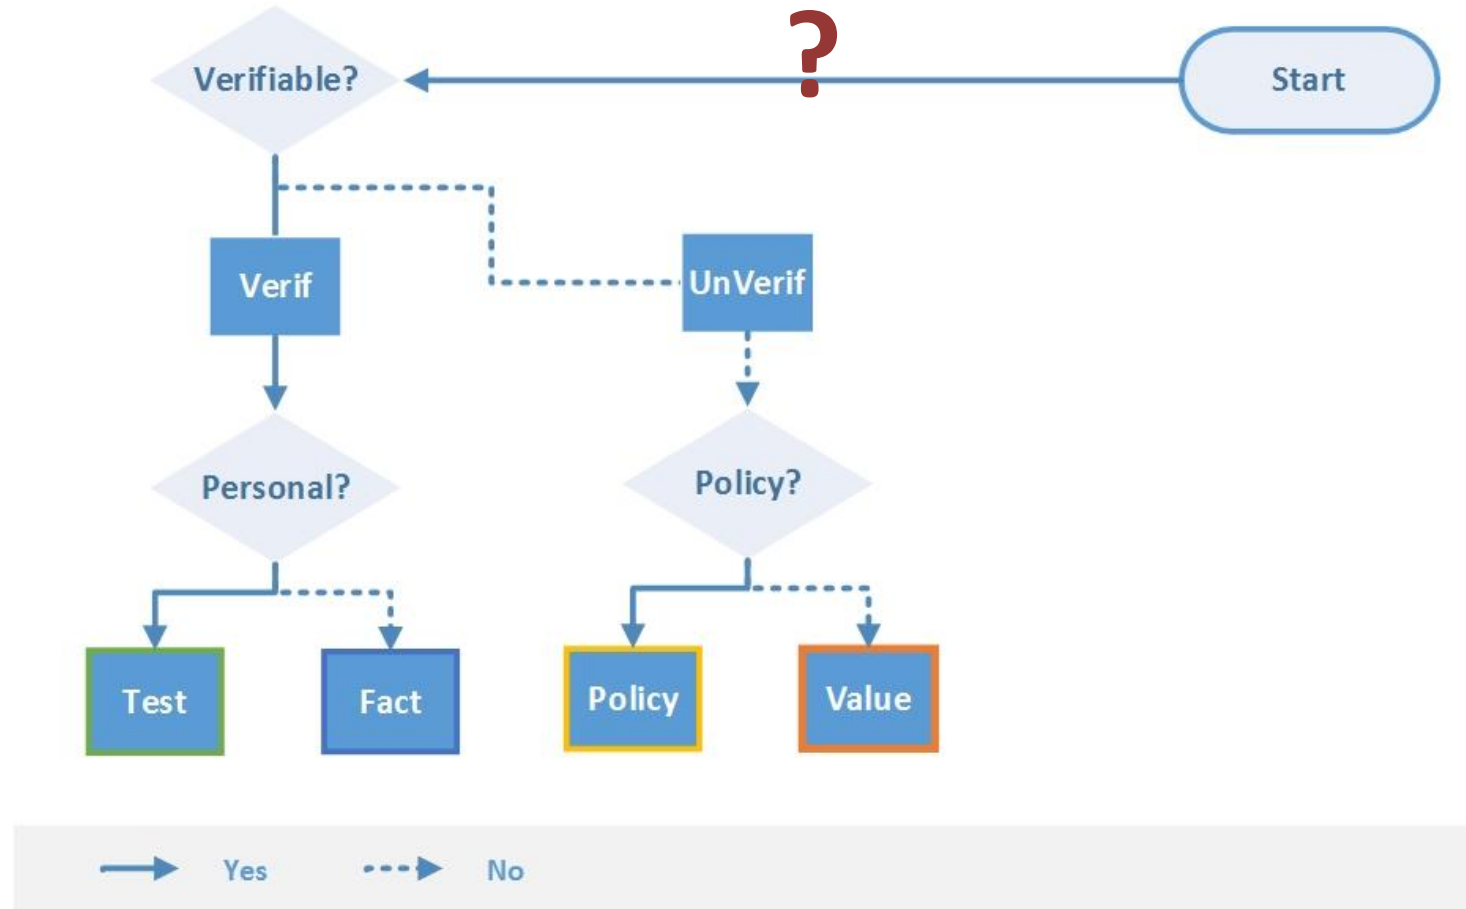 Verifiable?
?
Start
Verif
UnVerif
Personal?
Policy?
Test
Fact
Policy
Value
Yes
No